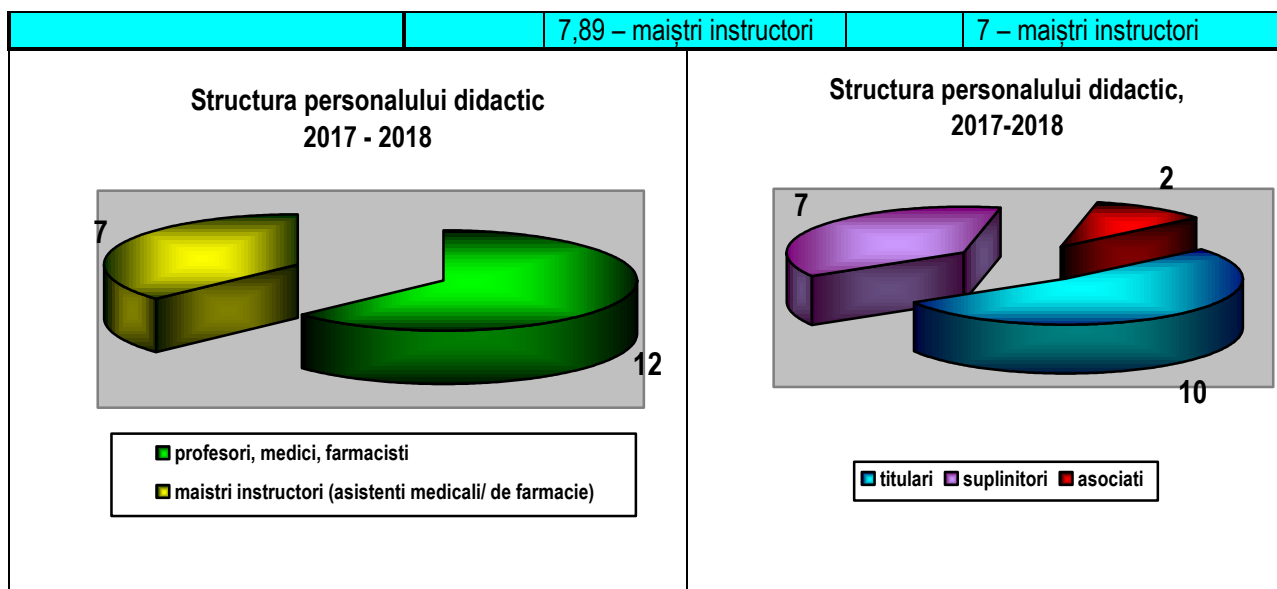 7,89 – maiștri instructori
7 – maiștri instructori
Structura personalului didactic
2017 - 2018
7
12
profesori, medici, farmacisti
maistri instructori (asistenti medicali/ de farmacie)
Structura personalului didactic,
2017-2018
2
7
10
titulari suplinitori asociati